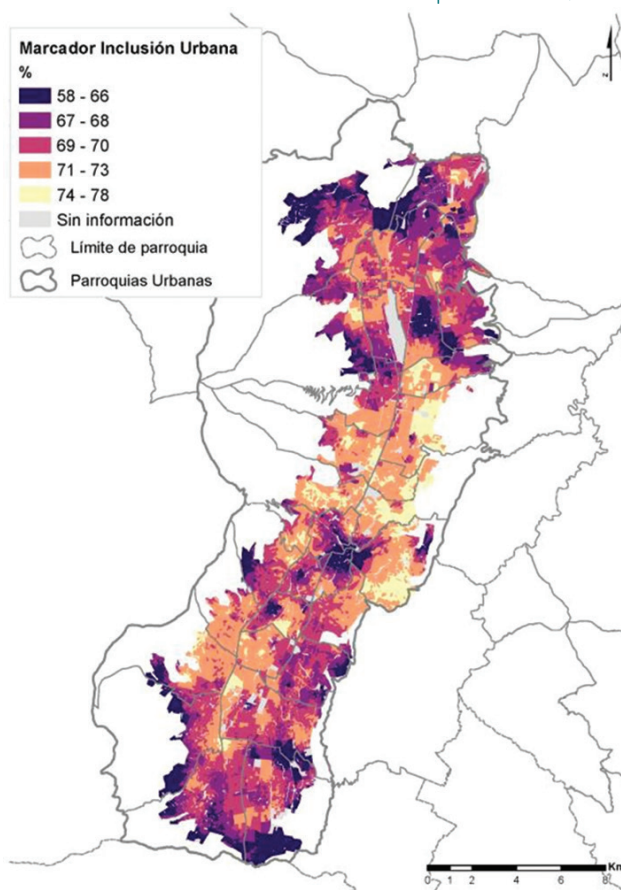 Marcador Inclusión Urbana
%
58 - 66
67 - 68
69 - 70
71 - 73
74 - 78
Sin información
Límite de parroquia
Parroquias Urbanas
Km
0 1 2 4 6 8